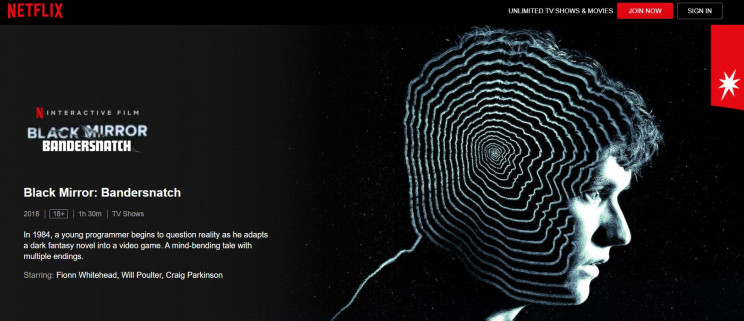 NETFLIX
UNLIMITED TV SHOWS & MOVIES JOIN NOW SIGN IN
N INTERACTIVE FILM
BLACK MIRROR
BANDERSNATCH
Black Mirror: Bandersnatch
2018 | 18+ | 1h 30m | TV Shows
In 1984, a young programmer begins to question reality as he adapts
a dark fantasy novel into a video game. A mind-bending tale with
multiple endings.
Starring: Fionn Whitehead, Will Poulter, Craig Parkinson